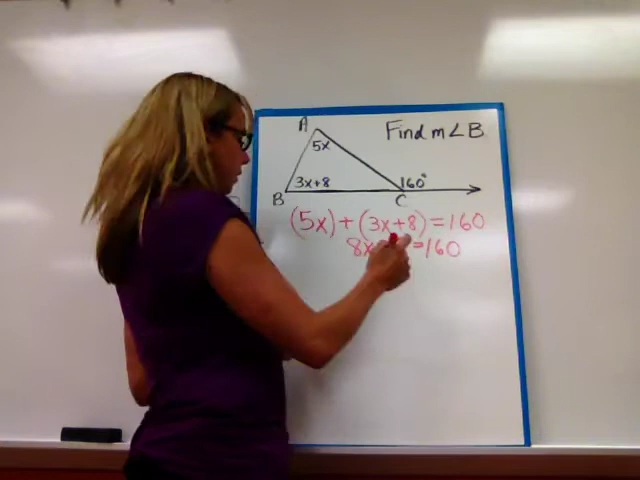 Find m∠B
A
5x
3x+8
160°
B
C
(5x)+(3x+8)=160
8x =160